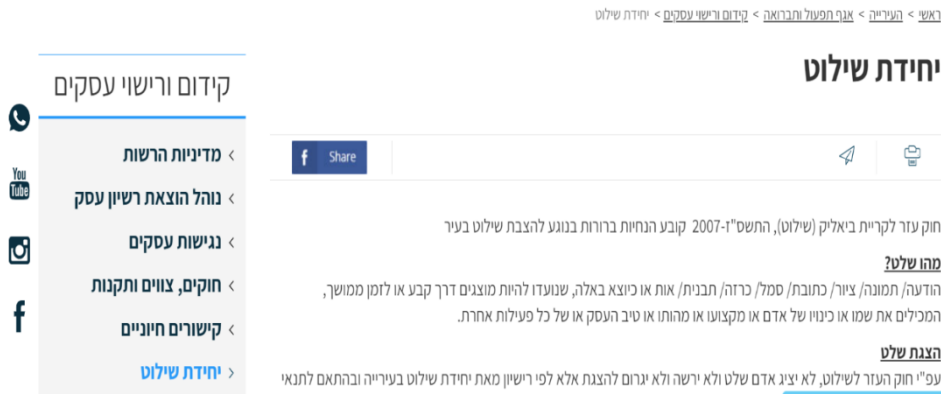 ראשי > העירייה > אגף תפעול ותברואה > קידום ורישוי עסקים > יחידת שילוט
יחידת שילוט
Share
חוק עזר לקריית ביאליק (שילוט), התשס"ז-2007 קובע הנחיות ברורות בנוגע להצבת שילוט בעיר
מהו שלט?
הודעה/ תמונה/ ציור/ כתובת/ סמל/ כרזה/ תבנית/ אות או כיוצא באלה, שנועדו להיות מוצגים דרך קבע או לזמן ממושך,
המכילים את שמו או כינויו של אדם או מקצועו או מהותו או טיב העסק או של כל פעילות אחרת.
הצגת שלט
עפ"י חוק העזר לשילוט, לא יציג אדם שלט ולא ירשה ולא יגרום להצגת אלא לפי רישיון מאת יחידת שילוט בעירייה ובהתאם לתנאי
קידום ורישוי עסקים
מדיניות הרשות
נוהל הוצאת רשיון עסק
נגישות עסקים
חוקים, צווים ותקנות
קישורים חיוניים
יחידת שילוט
You
Tube